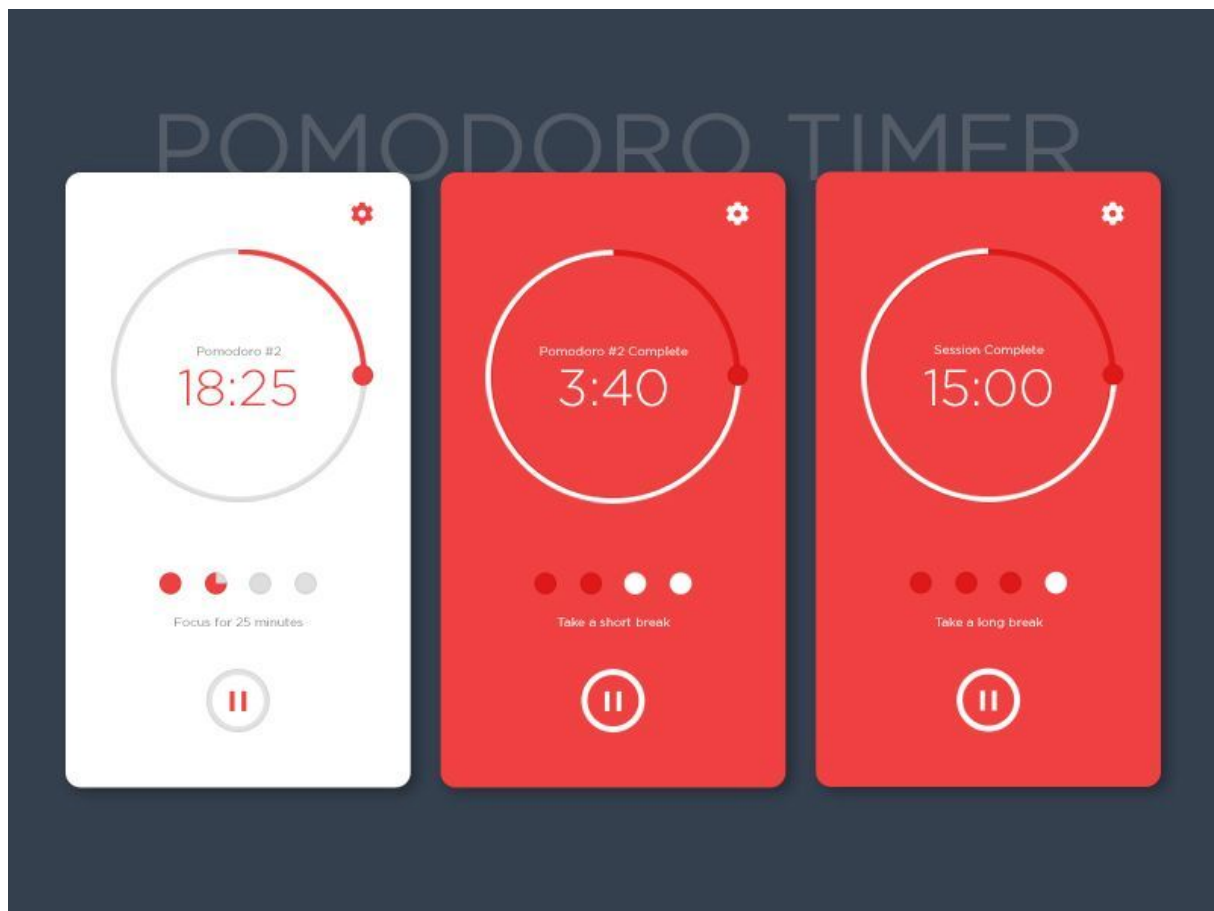 POMODORO TIMER
Pomodoro #2
18:25
Focus for 25 minutes
Pomodoro #2 Complete
3:40
Take a short break
Session Complete
15:00
Take a long break